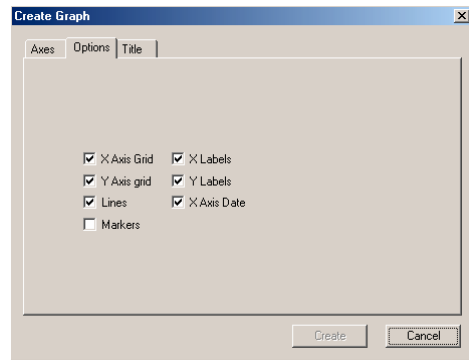 Create Graph
Axes Options Title
X Axis Grid X Labels
Y Axis grid Y Labels
Lines X Axis Date
Markers
Create Cancel